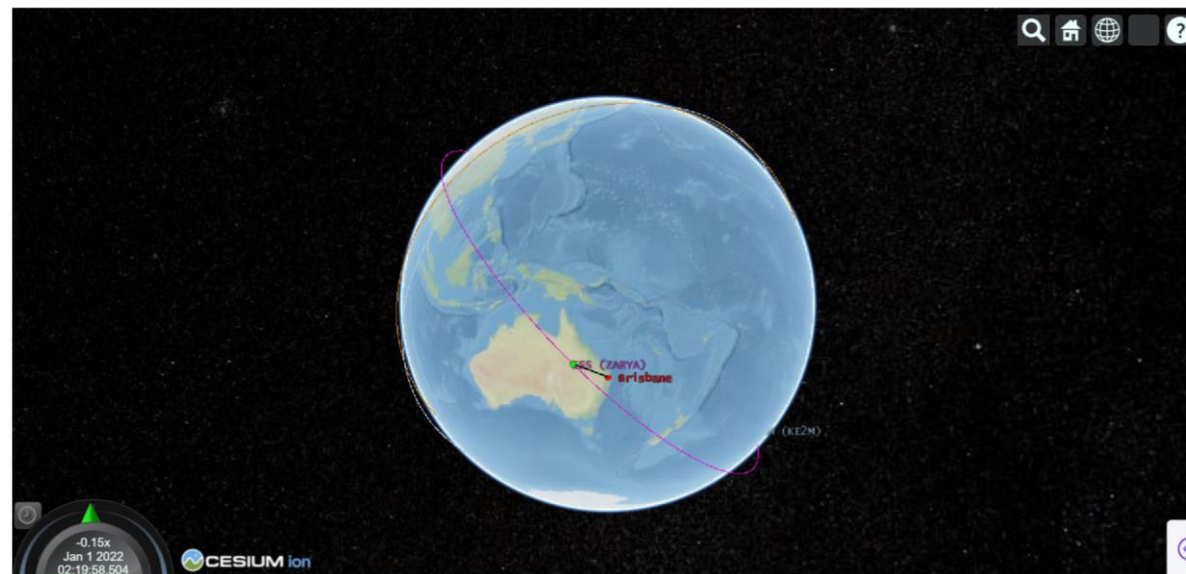 ?
ISS (ZARYA)
Brisbane
(KE2M)
-0.15x
Jan 1 2022
02:19:58.504
CESIUM ion